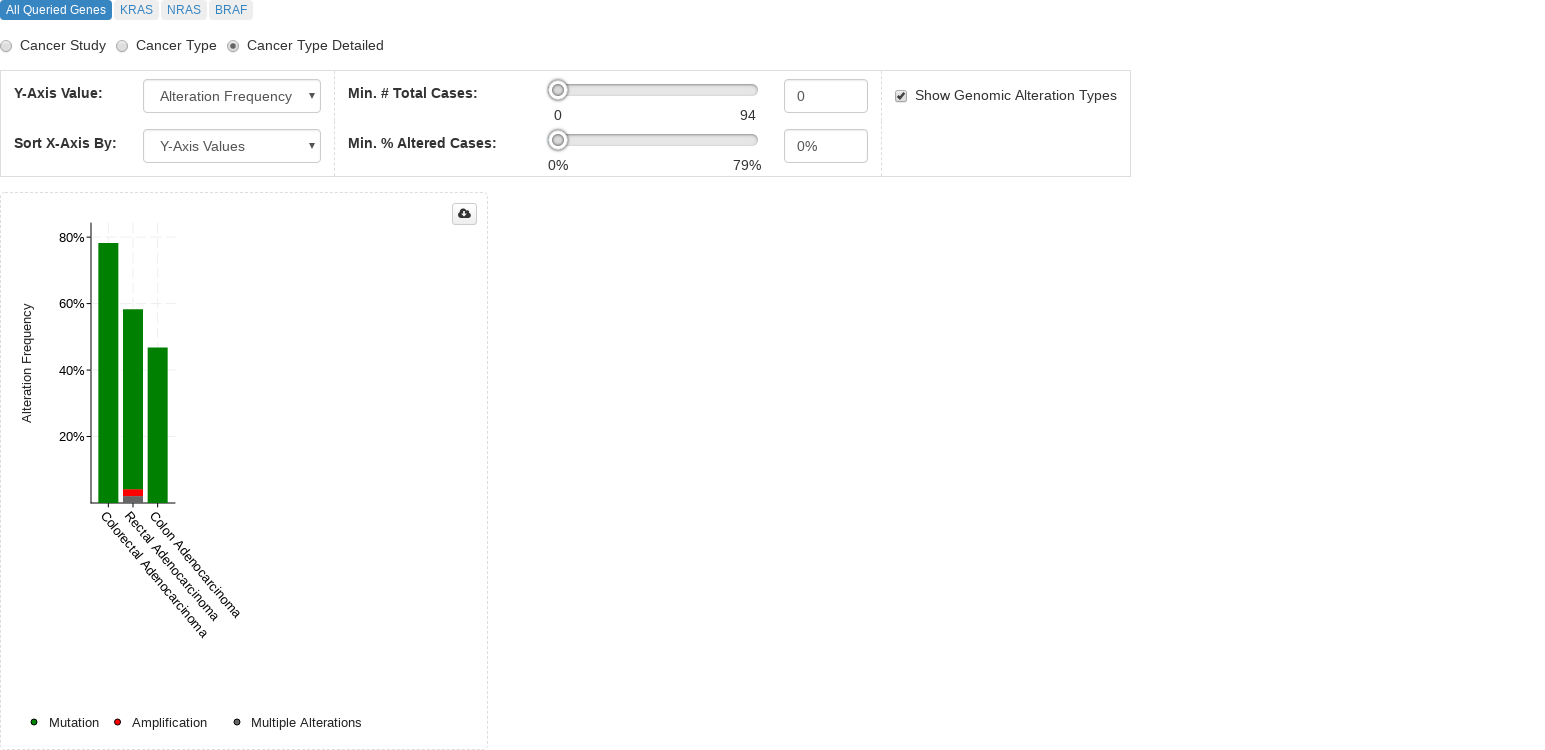 All Queried Genes KRAS NRAS BRAF
Cancer Study Cancer Type Cancer Type Detailed
Y-Axis Value: Alteration Frequency Min. # Total Cases: 0 Show Genomic Alteration Types
0 94
Sort X-Axis By: Y-Axis Values Min. % Altered Cases: 0%
0% 79%
80%
60%
40%
20%
Alteration Frequency
Colorectal Adenocarcinoma
Rectal Adenocarcinoma
Colon Adenocarcinoma
Mutation Amplification Multiple Alterations